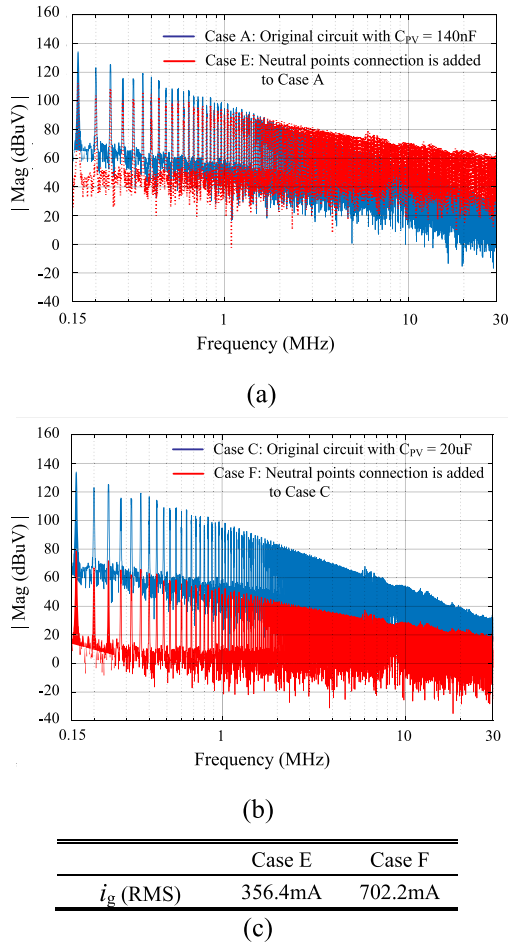 160
140
120
100
80
60
40
20
0
-20
-40
| Mag (dBuV) |
Case A: Original circuit with CPV = 140nF
Case E: Neutral points connection is added
to Case A
0.15 1 10 30
Frequency (MHz)
(a)
160
140
120
100
80
60
40
20
0
-20
-40
| Mag (dBuV) |
Case C: Original circuit with CPV = 20uF
Case F: Neutral points connection is added
to Case C
0.15 1 10 30
Frequency (MHz)
(b)
Case E Case F
ig (RMS) 356.4mA 702.2mA
(c)